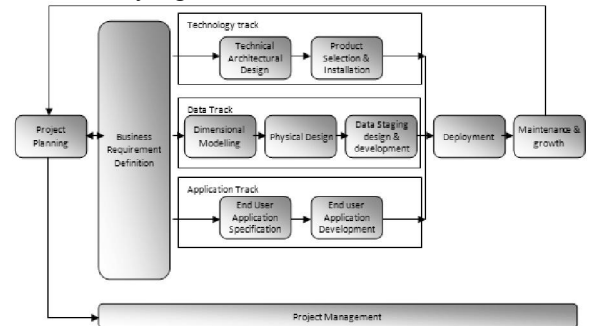 Technology track
Technical
Architectural
Design
Product
Selection &
Installation
Project
Planning
Business
Requirement
Definition
Data Track
Dimensional
Modelling
Physical Design
Data Staging
design &
development
Deployment
Maintenance &
growth
Application Track
End User
Application
Specification
End user
Application
Development
Project Management